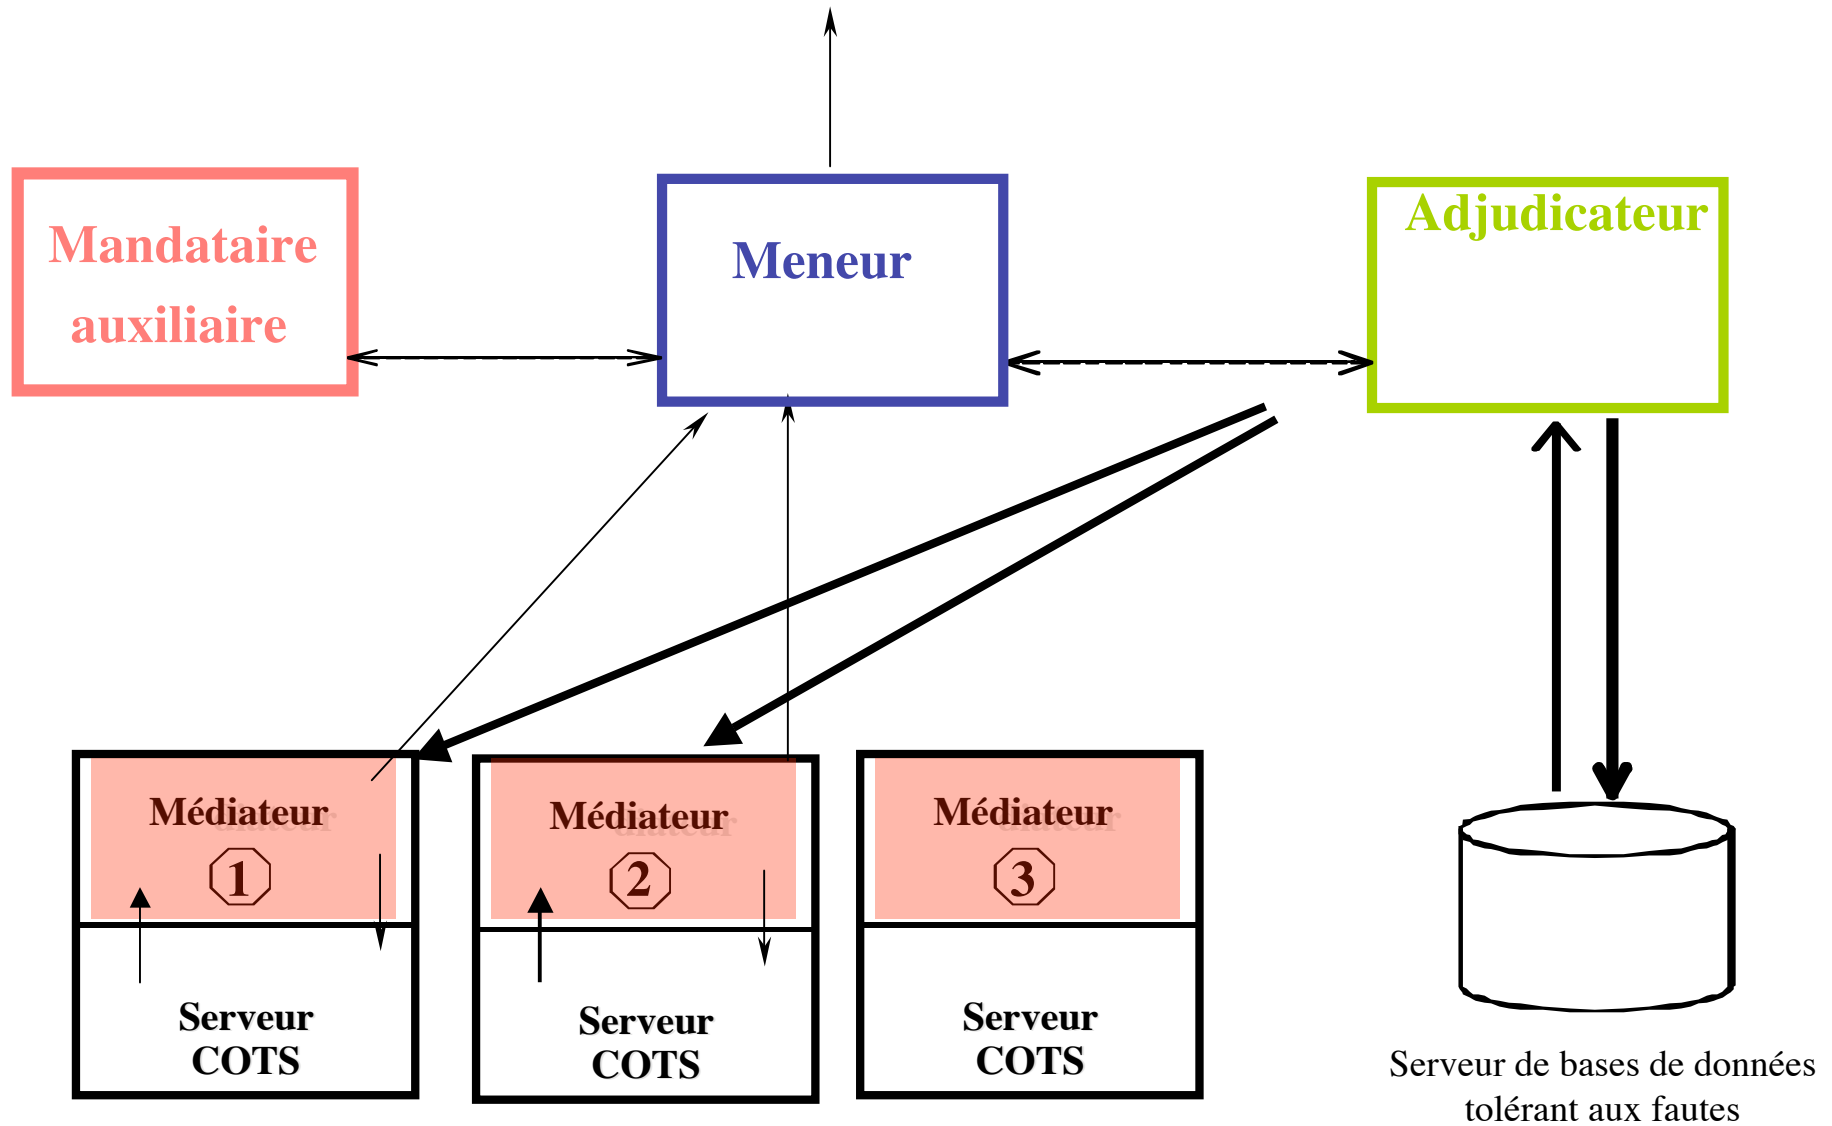 Mandataire
auxiliaire
Meneur
Adjudicateur
Médiateur
1
Serveur
COTS
Médiateur
2
Serveur
COTS
Médiateur
3
Serveur
COTS
Serveur de bases de données
tolérant aux fautes